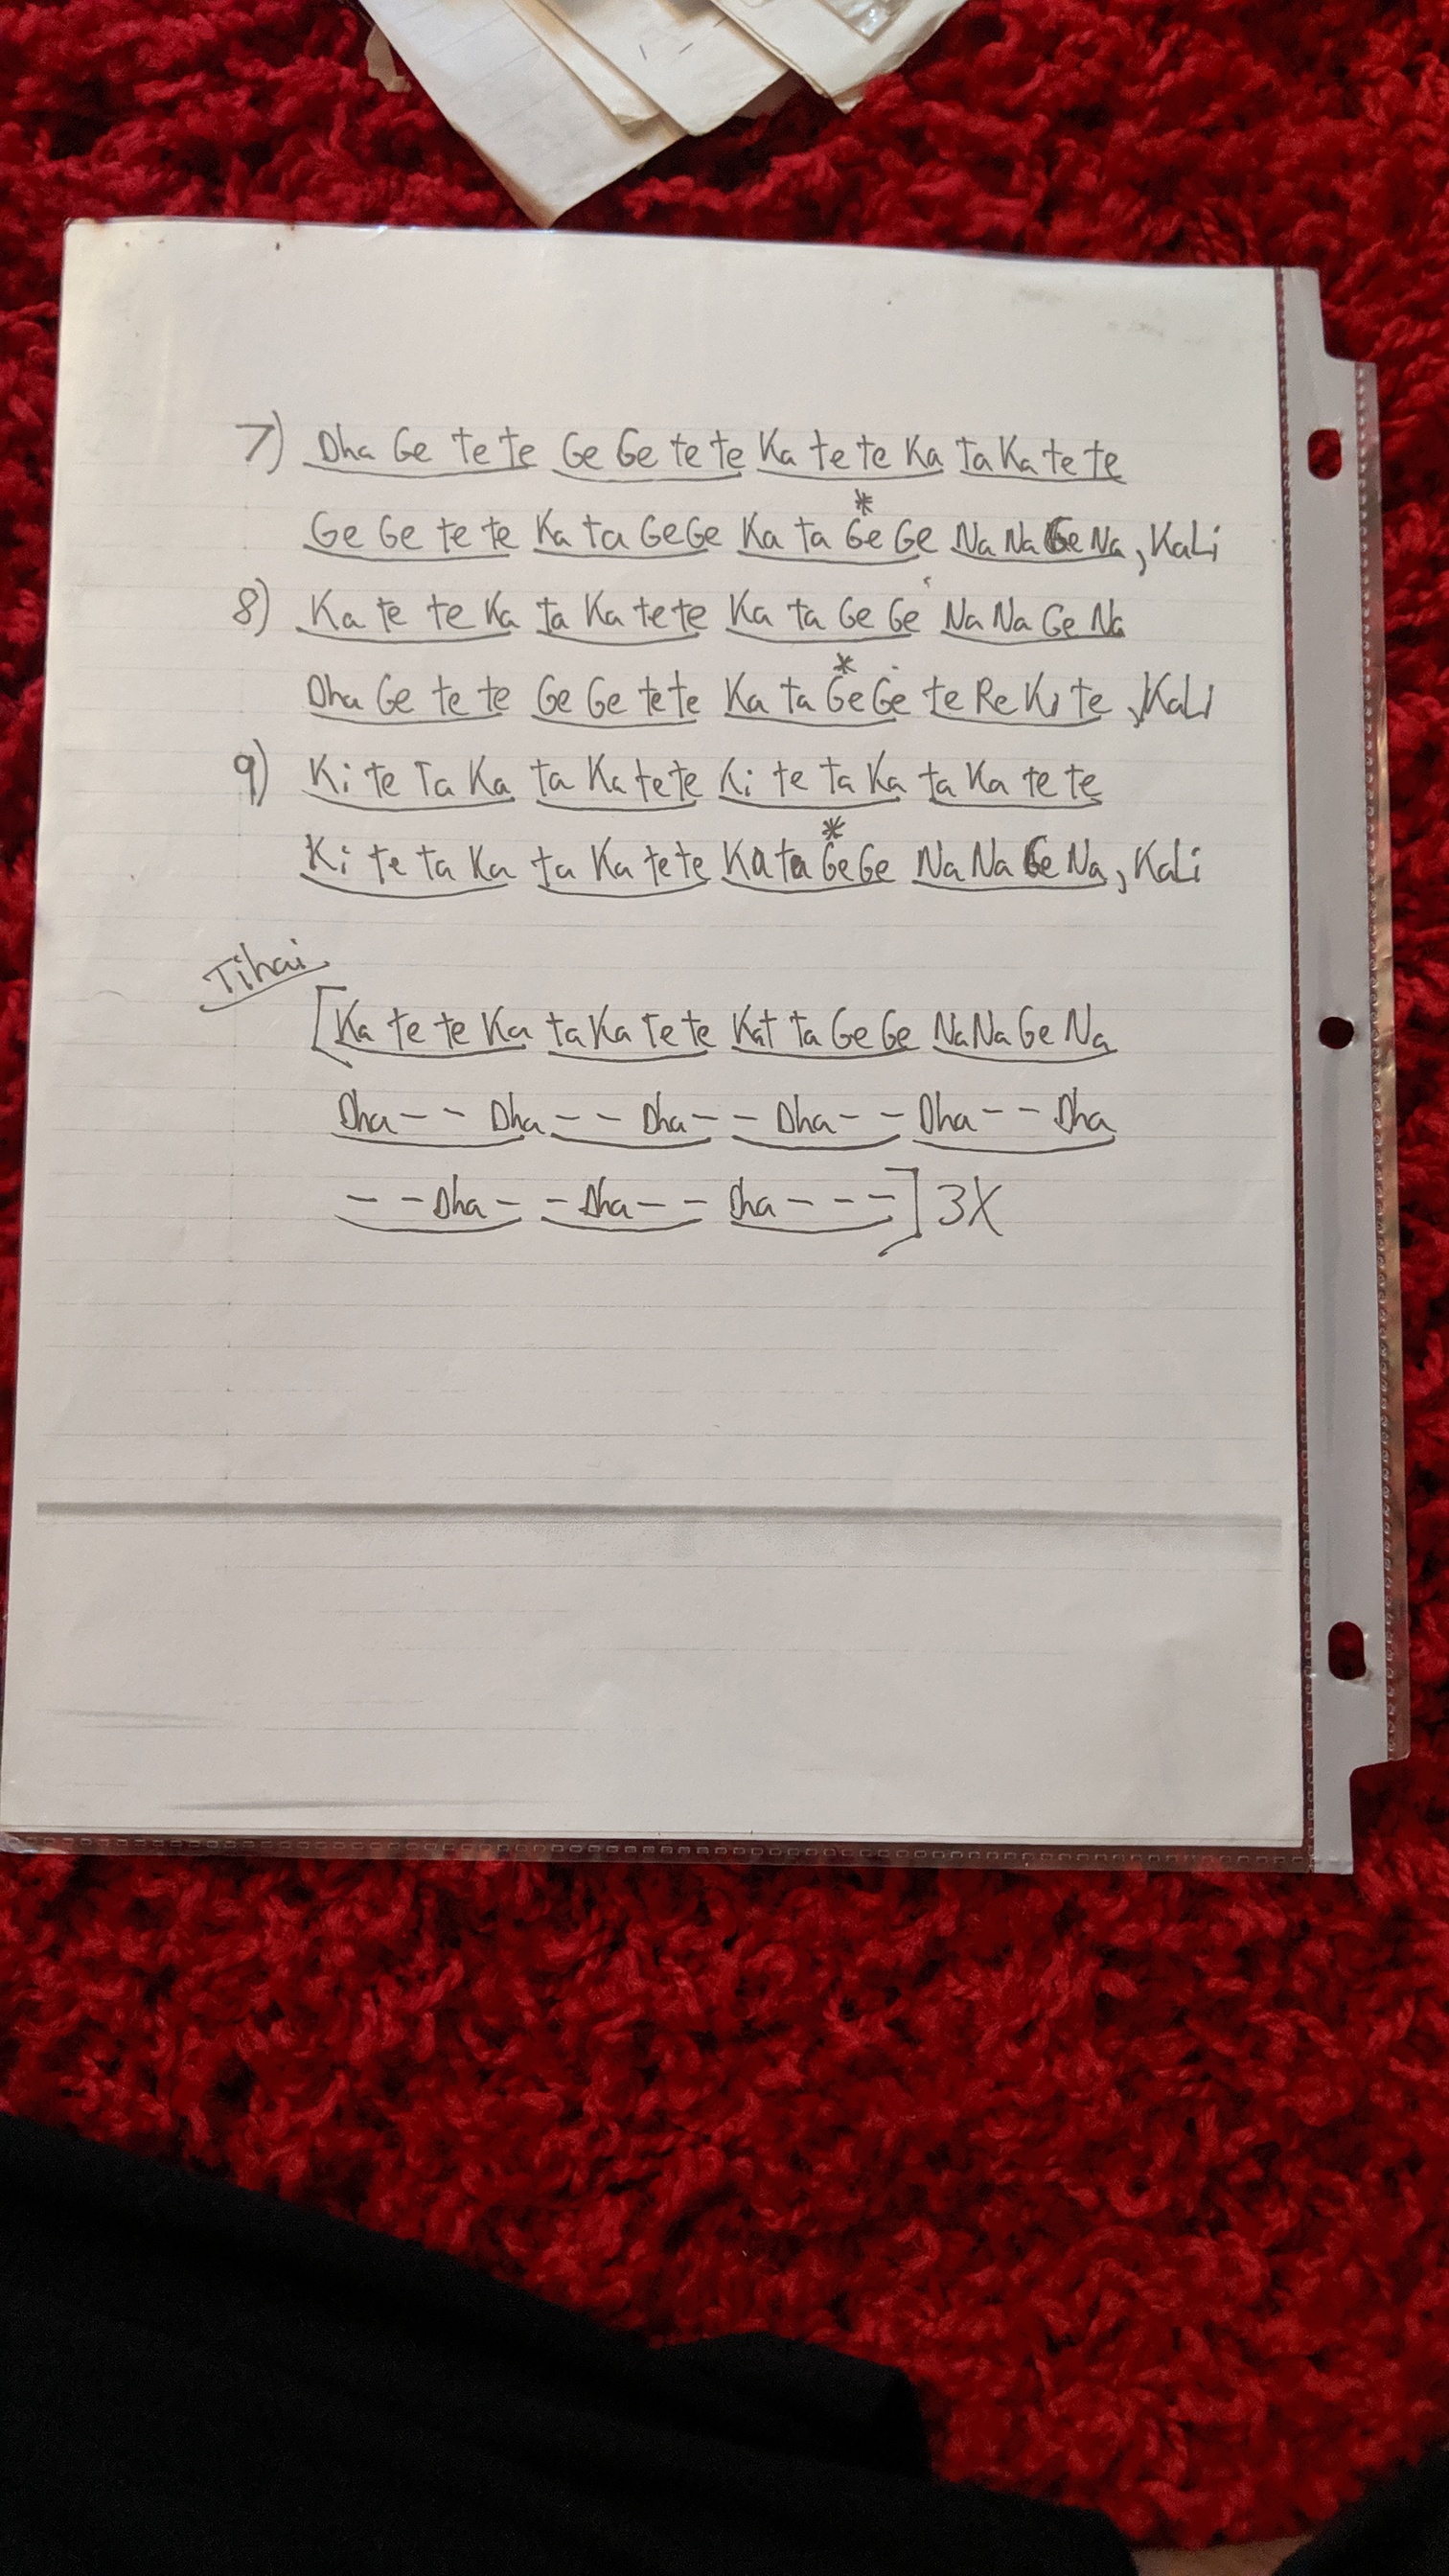 7) Dha Ge te te Ge Ge te te Ka te te Ka Ta Ka te te
*
Ge Ge te te Ka ta Ge Ge Ka ta Ge Ge Na Na Ge Na, KaLi
8) Ka te te Ka ta Ka te te Ka ta Ge Ge Na Na Ge Na
*
Dha Ge te te Ge Ge te te Ka ta Ge Ge te Re Ki te, KaLi
9) Ki te Ta Ka ta Ka te te Ki te ta Ka ta Ka te te
*
Ki te ta Ka ta Ka te te Ka ta Ge Ge Na Na Ge Na, KaLi
Tihai
[Ka te te Ka ta Ka te te Kat ta Ge Ge Na Na Ge Na
Dha - - Dha - - Dha - - Dha - - Dha - - Dha
- - Dha - - Dha - - Dha - - -] 3X